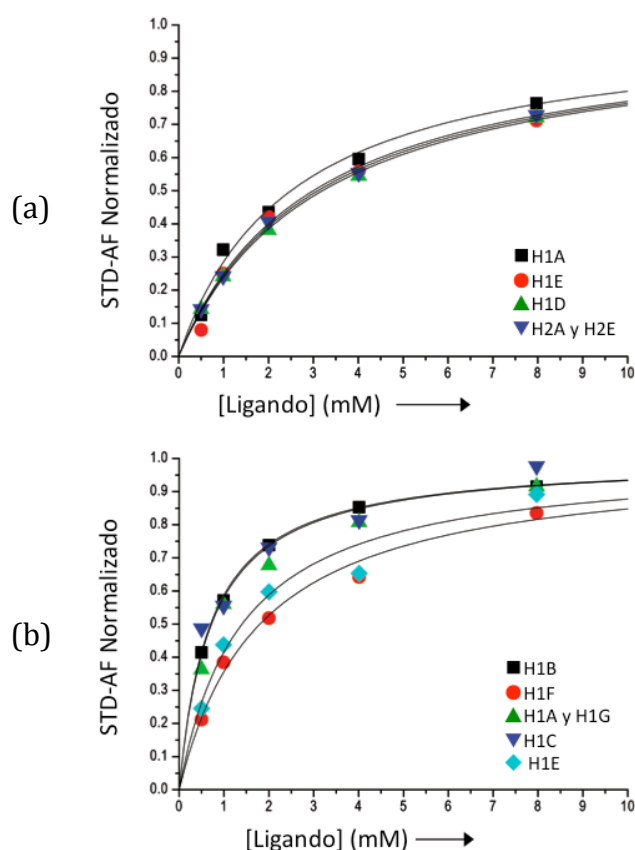 (a)
STD-AF Normalizado
1.0
0.9
0.8
0.7
0.6
0.5
0.4
0.3
0.2
0.1
0.0
0 1 2 3 4 5 6 7 8 9 10
H1A
H1E
H1D
H2A y H2E
[Ligando] (mM)
(b)
STD-AF Normalizado
1.0
0.9
0.8
0.7
0.6
0.5
0.4
0.3
0.2
0.1
0.0
0 1 2 3 4 5 6 7 8 9 10
H1B
H1F
H1A y H1G
H1C
H1E
[Ligando] (mM)